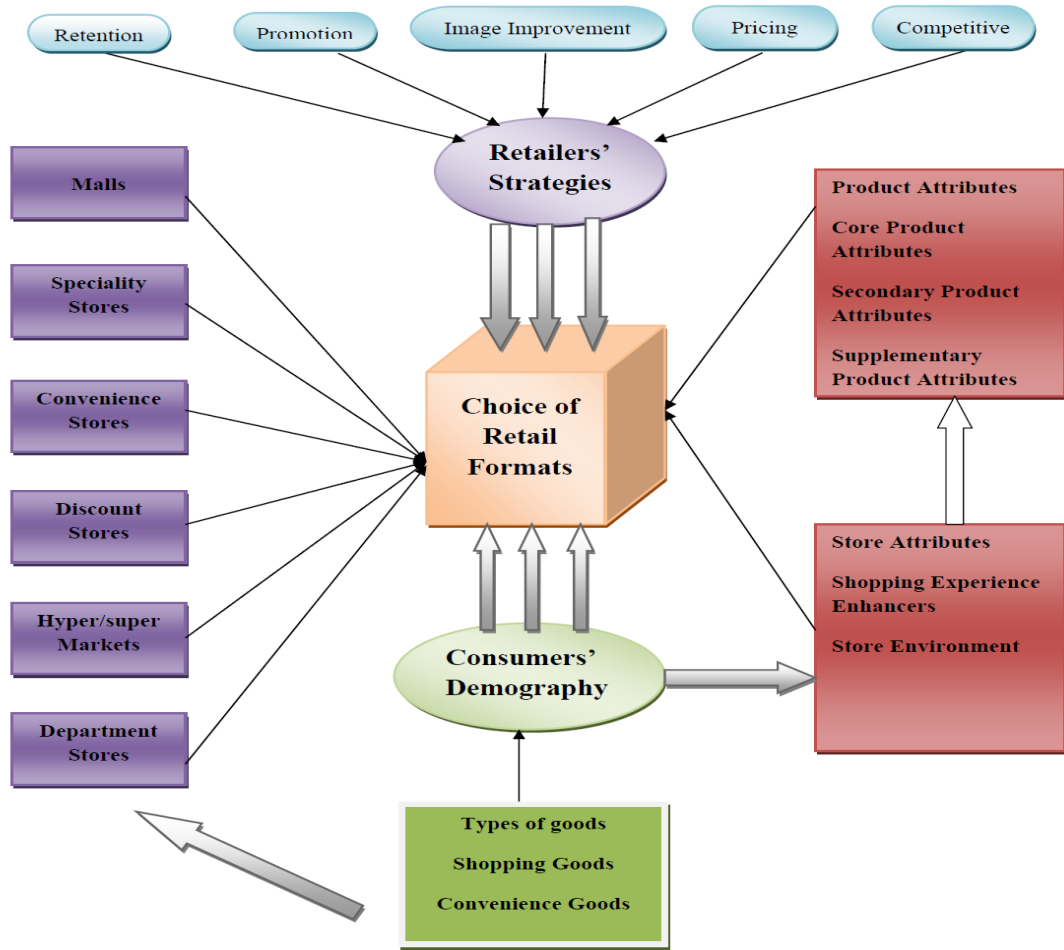 Retention
Promotion
Image Improvement
Pricing
Competitive
Retailers’
Strategies
Malls
Speciality
Stores
Convenience
Stores
Discount
Stores
Hyper/super
Markets
Department
Stores
Choice of
Retail
Formats
Product Attributes
Core Product
Attributes
Secondary Product
Attributes
Supplementary
Product Attributes
Store Attributes
Shopping Experience
Enhancers
Store Environment
Consumers’
Demography
Types of goods
Shopping Goods
Convenience Goods